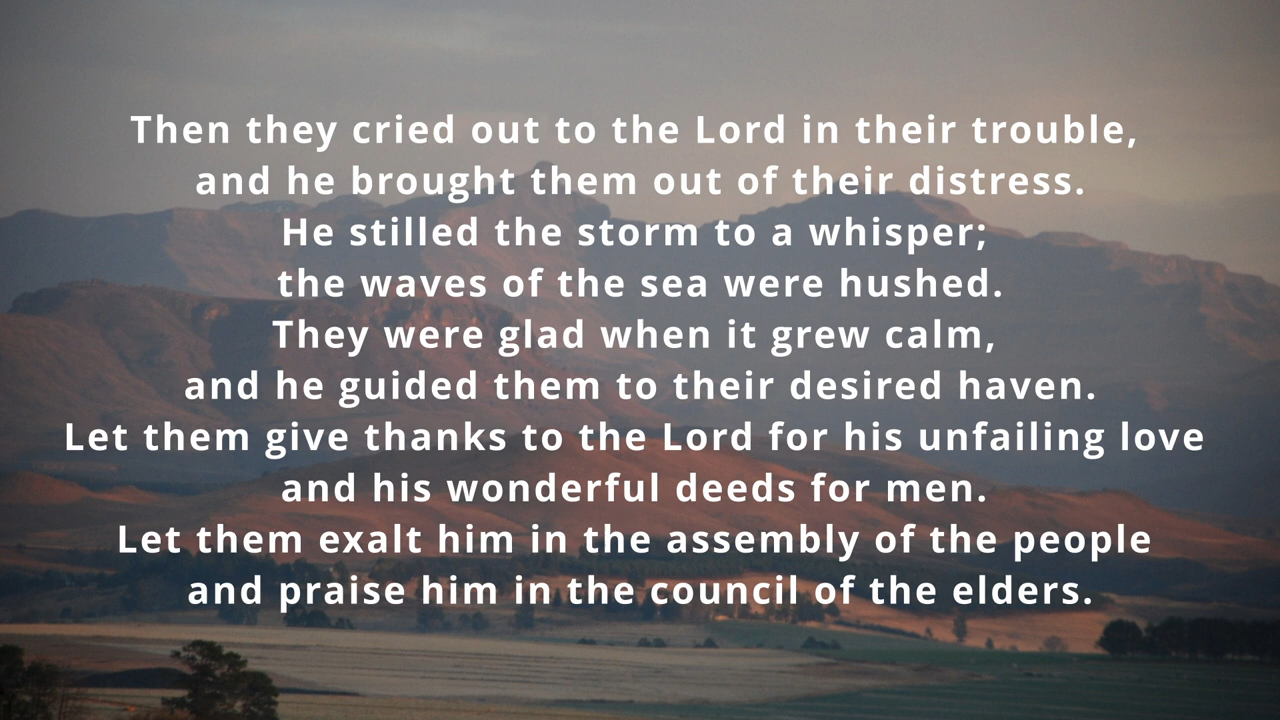 Then they cried out to the Lord in their trouble,
and he brought them out of their distress.
He stilled the storm to a whisper;
the waves of the sea were hushed.
They were glad when it grew calm,
and he guided them to their desired haven.
Let them give thanks to the Lord for his unfailing love
and his wonderful deeds for men.
Let them exalt him in the assembly of the people
and praise him in the council of the elders.